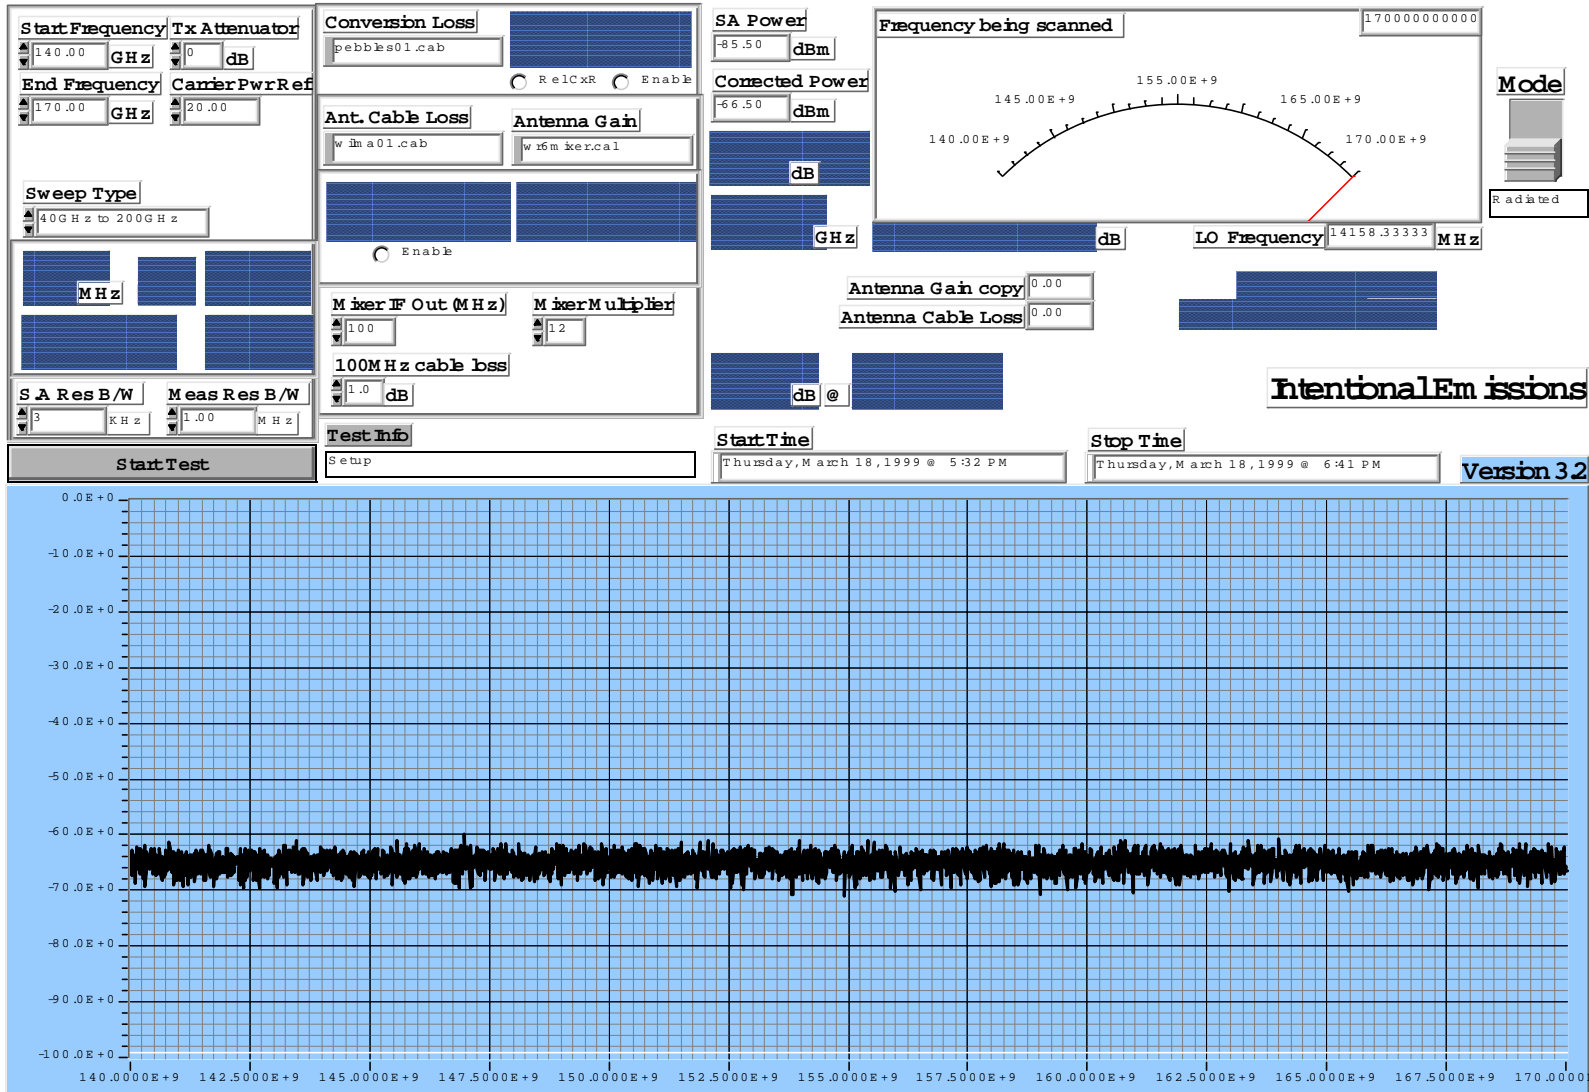 Start Frequency Tx Attenuator
140.00 GHz 0 dB
End Frequency Carrier Pwr Ref
170.00 GHz 20.00
Sweep Type
40GHz to 200GHz
MHz
S.A Res B/W Meas Res B/W
3 KHz 1.00 MHz
Start Test
Conversion Loss
pebbles01.cab
RelCxR Enable
Ant. Cable Loss Antenna Gain
wilma01.cab wr6mixer.cal
Enable
Mixer IF Out (MHz) Mixer Multiplier
100 12
100MHz cable loss
1.0 dB
Test Info
Setup
SA Power
-85.50 dBm
Corrected Power
-66.50 dBm
dB
GHz
dB
Frequency being scanned 170000000000
140.00E+9 145.00E+9 155.00E+9 165.00E+9 170.00E+9
Mode
Radiated
LO Frequency 14158.33333 MHz
Antenna Gain copy 0.00
Antenna Cable Loss 0.00
dB @
Intentional Emissions
Start Time
Thursday, March 18, 1999 @ 5:32 PM
Stop Time
Thursday, March 18, 1999 @ 6:41 PM
Version 3.2
0.0E+0
-10.0E+0
-20.0E+0
-30.0E+0
-40.0E+0
-50.0E+0
-60.0E+0
-70.0E+0
-80.0E+0
-90.0E+0
-100.0E+0
140.0000E+9 142.5000E+9 145.0000E+9 147.5000E+9 150.0000E+9 152.5000E+9 155.0000E+9 157.5000E+9 160.0000E+9 162.5000E+9 165.0000E+9 167.5000E+9 170.0000